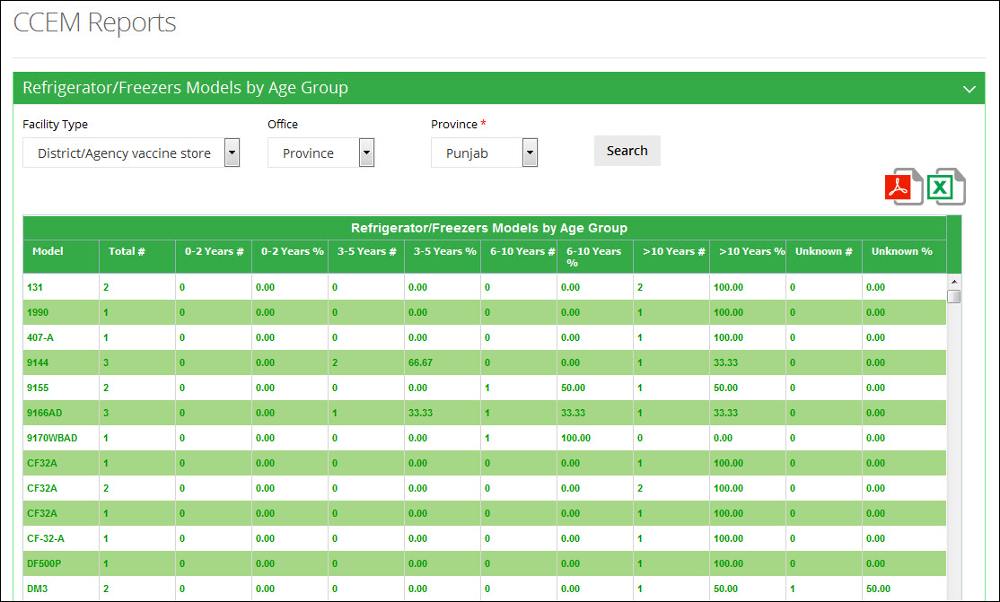 CCEM Reports
Refrigerator/Freezers Models by Age Group
Facility Type Office Province *
District/Agency vaccine store Province Punjab Search
Refrigerator/Freezers Models by Age Group
Model Total # 0-2 Years # 0-2 Years % 3-5 Years # 3-5 Years % 6-10 Years # 6-10 Years % >10 Years # >10 Years % Unknown # Unknown %
131 2 0 0.00 0 0.00 0 0.00 2 100.00 0 0.00
1990 1 0 0.00 0 0.00 0 0.00 1 100.00 0 0.00
407-A 1 0 0.00 0 0.00 0 0.00 1 100.00 0 0.00
9144 3 0 0.00 2 66.67 0 0.00 1 33.33 0 0.00
9155 2 0 0.00 0 0.00 1 50.00 1 50.00 0 0.00
9166AD 3 0 0.00 1 33.33 1 33.33 1 33.33 0 0.00
9170WBAD 1 0 0.00 0 0.00 1 100.00 0 0.00 0 0.00
CF32A 1 0 0.00 0 0.00 0 0.00 1 100.00 0 0.00
CF32A 2 0 0.00 0 0.00 0 0.00 2 100.00 0 0.00
CF32A 1 0 0.00 0 0.00 0 0.00 1 100.00 0 0.00
CF-32-A 1 0 0.00 0 0.00 0 0.00 1 100.00 0 0.00
DF500P 1 0 0.00 0 0.00 0 0.00 1 100.00 0 0.00
DM3 2 0 0.00 0 0.00 0 0.00 1 50.00 1 50.00